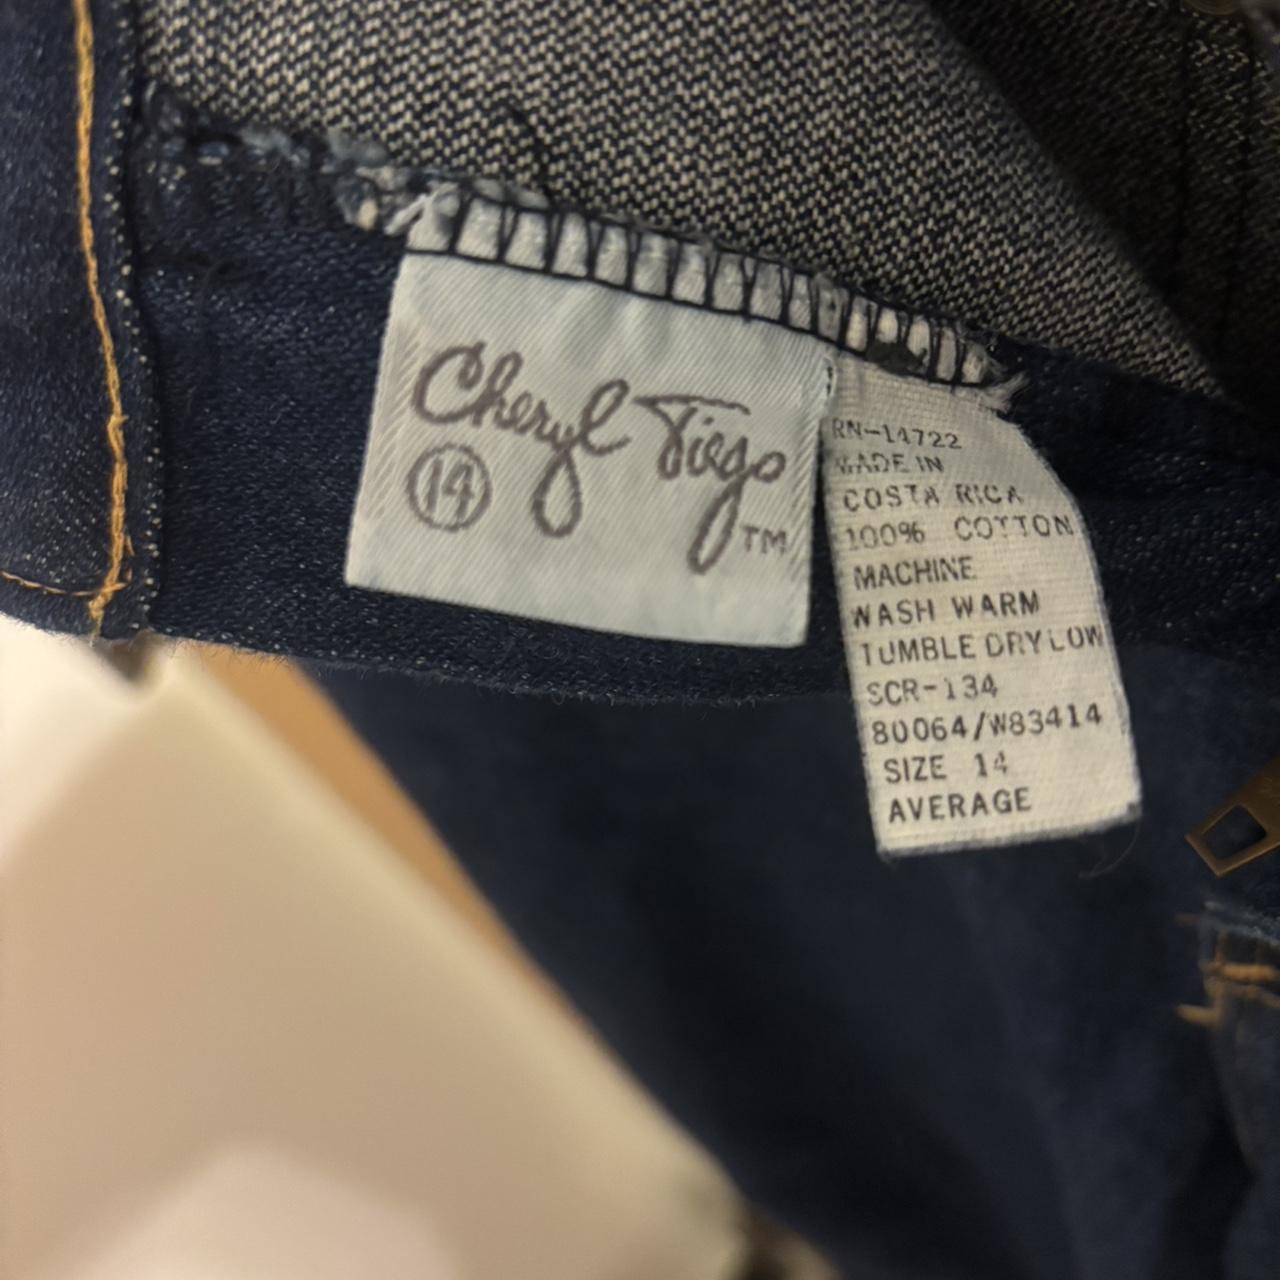 Cheryl Tiegs
14
TM
RN-14722
MADE IN
COSTA RICA
100% COTTON
MACHINE
WASH WARM
TUMBLE DRY LOW
SCR-134
80064/W83414
SIZE 14
AVERAGE